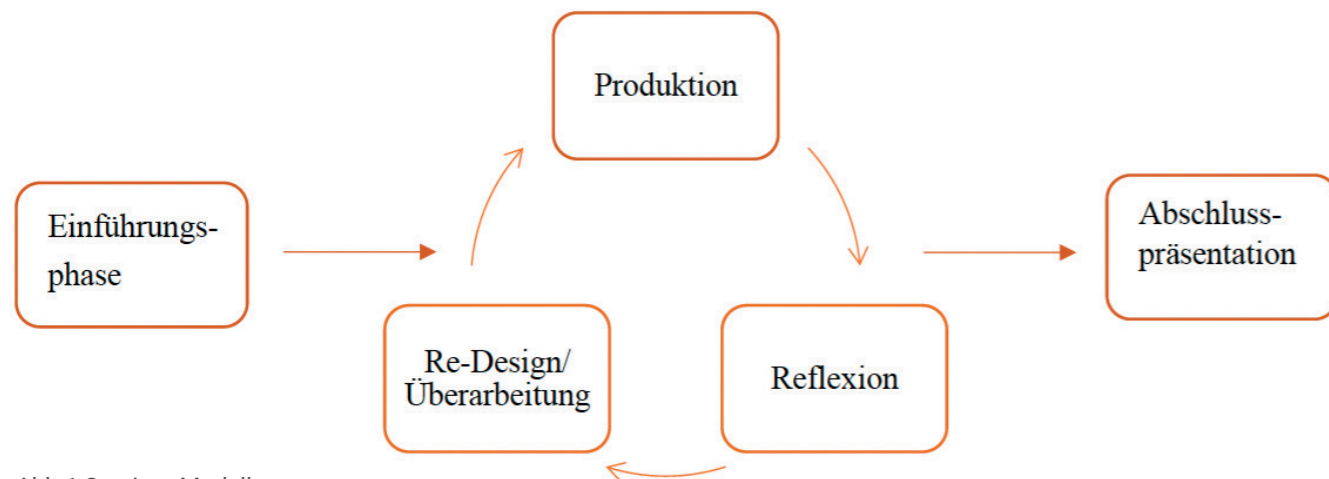 Produktion
Einführungs-
phase
Abschluss-
präsentation
Re-Design/
Überarbeitung
Reflexion